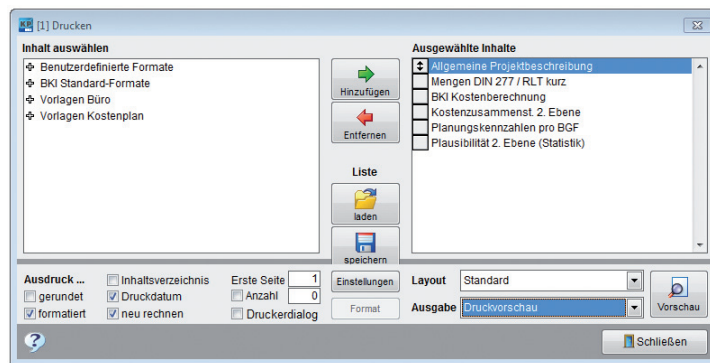 KP [1] Drucken
Inhalt auswählen
Benutzerdefinierte Formate
BKI Standard-Formate
Vorlagen Büro
Vorlagen Kostenplan
Hinzufügen
Entfernen
Liste
laden
speichern
Ausgewählte Inhalte
Allgemeine Projektbeschreibung
Mengen DIN 277 / RLT kurz
BKI Kostenberechnung
Kostenzusammenst. 2. Ebene
Planungskennzahlen pro BGF
Plausibilität 2. Ebene (Statistik)
Ausdruck ...
gerundet
formatiert
Inhaltsverzeichnis
Druckdatum
neu rechnen
Erste Seite 1
Anzahl 0
Druckerdialog
Einstellungen
Format
Layout Standard
Ausgabe Druckvorschau
Vorschau
? Schließen